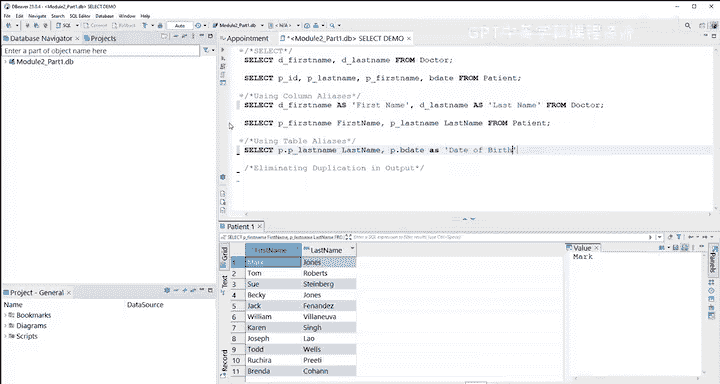 DBeaver 25.0.4 - <Module2_Part1.db> SELECT DEMO
File Edit Navigate Search SQL Editor Database Window Help
Auto
Module2_Part1.db
Database Navigator Projects
Enter a part of object name here
Module2_Part1.db
Appointment *<Module2_Part1.db> SELECT DEMO
/*SELECT*/
SELECT d_firstname, d_lastname FROM Doctor;
SELECT p_id, p_lastname, p_firstname, bdate FROM Patient;
/*Using Column Aliases*/
SELECT d_firstname AS 'First Name', d_lastname AS 'Last Name' FROM Doctor;
SELECT p_firstname FirstName, p_lastname LastName FROM Patient;
/*Using Table Aliases*/
SELECT p.p_lastname LastName, p.bdate as 'Date of Birth'
/*Eliminating Duplication in Output*/
Patient 1
Grid
Text
Record
FirstName LastName
1 Mark Jones
2 Tom Roberts
3 Sue Steinberg
4 Becky Jones
5 Jack Fenandez
6 William Villaneuva
7 Karen Singh
8 Joseph Lao
9 Todd Wells
10 Ruchira Preeti
11 Brenda Cohann
Value
Mark
Panels
Project - General
Name DataSource
Bookmarks
Diagrams
Scripts